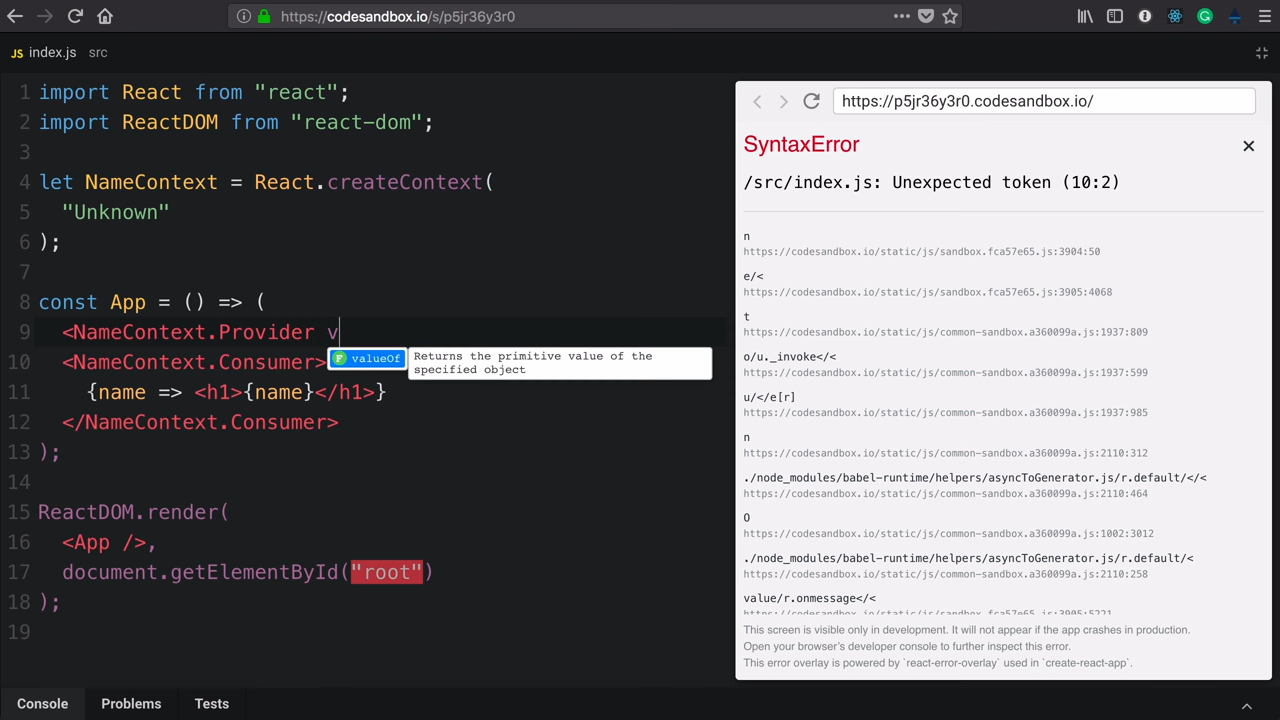 https://codesandbox.io/s/p5jr36y3r0
JS index.js src
1 import React from "react";
2 import ReactDOM from "react-dom";
3
4 let NameContext = React.createContext(
5 "Unknown"
6 );
7
8 const App = () => (
9 <NameContext.Provider v
10 <NameContext.Consumer>
11 {name => <h1>{name}</h1>}
12 </NameContext.Consumer>
13 );
14
15 ReactDOM.render(
16 <App />,
17 document.getElementById("root")
18 );
19
F valueOf
Returns the primitive value of the
specified object
https://p5jr36y3r0.codesandbox.io/
SyntaxError
/src/index.js: Unexpected token (10:2)
n
https://codesandbox.io/static/js/sandbox.fca57e65.js:3904:50
e/<
https://codesandbox.io/static/js/sandbox.fca57e65.js:3905:4068
t
https://codesandbox.io/static/js/common-sandbox.a360099a.js:1937:809
o/u._invoke</<
https://codesandbox.io/static/js/common-sandbox.a360099a.js:1937:599
u/</e[r]
https://codesandbox.io/static/js/common-sandbox.a360099a.js:1937:985
n
https://codesandbox.io/static/js/common-sandbox.a360099a.js:2110:312
./node_modules/babel-runtime/helpers/asyncToGenerator.js/r.default/</<
https://codesandbox.io/static/js/common-sandbox.a360099a.js:2110:464
O
https://codesandbox.io/static/js/common-sandbox.a360099a.js:1002:3012
./node_modules/babel-runtime/helpers/asyncToGenerator.js/r.default/<
https://codesandbox.io/static/js/common-sandbox.a360099a.js:2110:258
value/r.onmessage</<
https://codesandbox.io/static/js/sandbox.fca57e65.js:3905:5221
This screen is visible only in development. It will not appear if the app crashes in production.
Open your browser's developer console to further inspect this error.
This error overlay is powered by `react-error-overlay` used in `create-react-app`.
Console Problems Tests